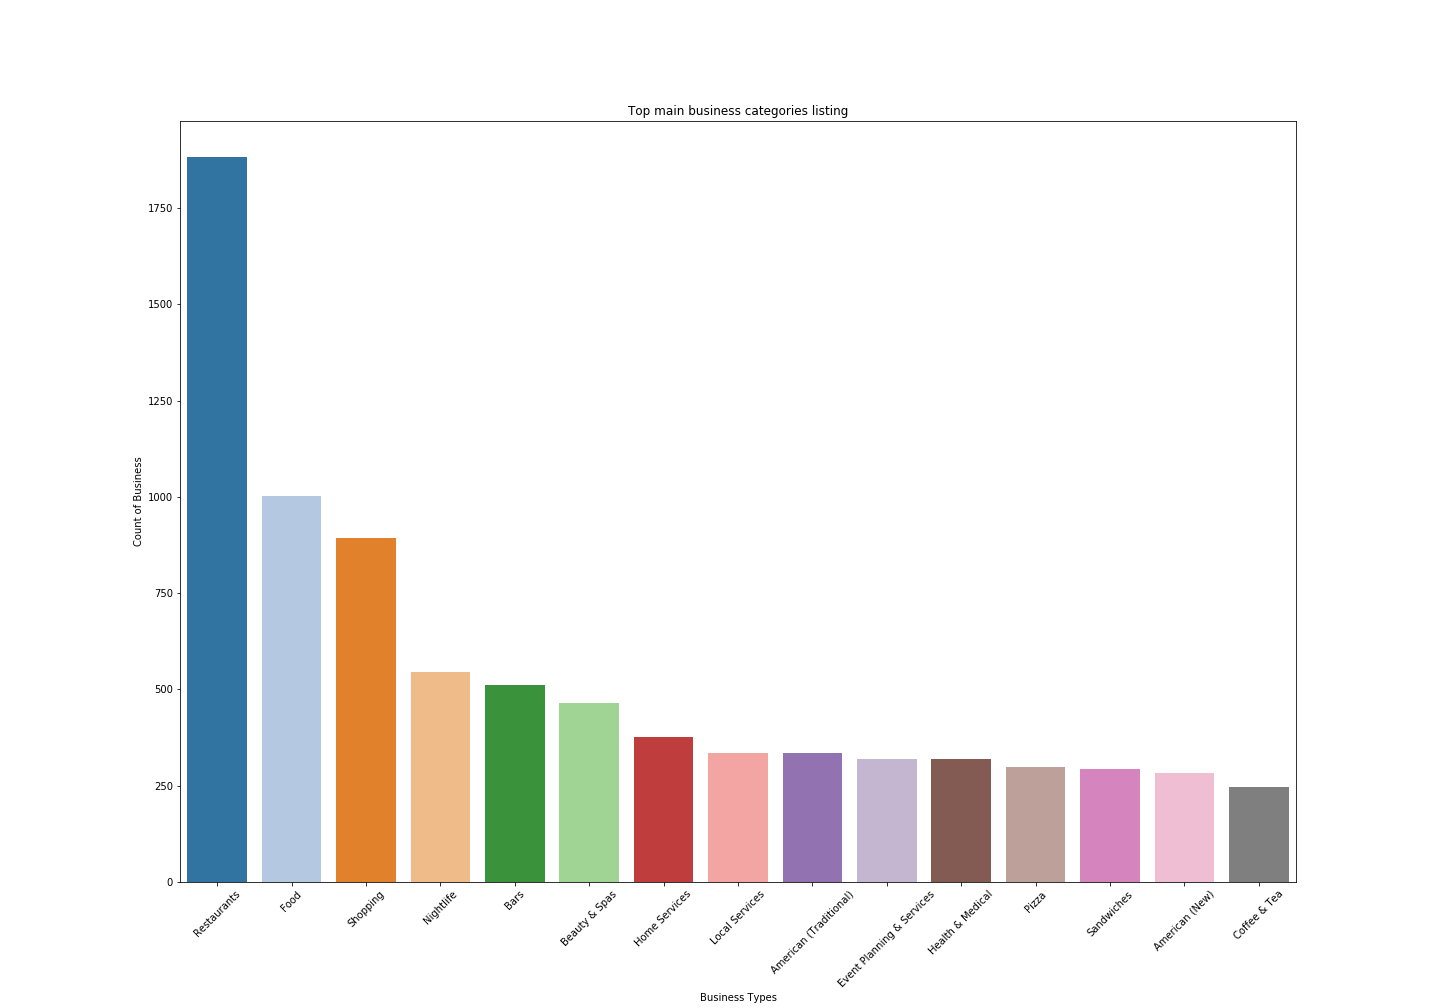 Top main business categories listing
Count of Business
1750
1500
1250
1000
750
500
250
0
Restaurants
Food
Shopping
Nightlife
Bars
Beauty & Spas
Home Services
Local Services
American (Traditional)
Event Planning & Services
Health & Medical
Pizza
Sandwiches
American (New)
Coffee & Tea
Business Types